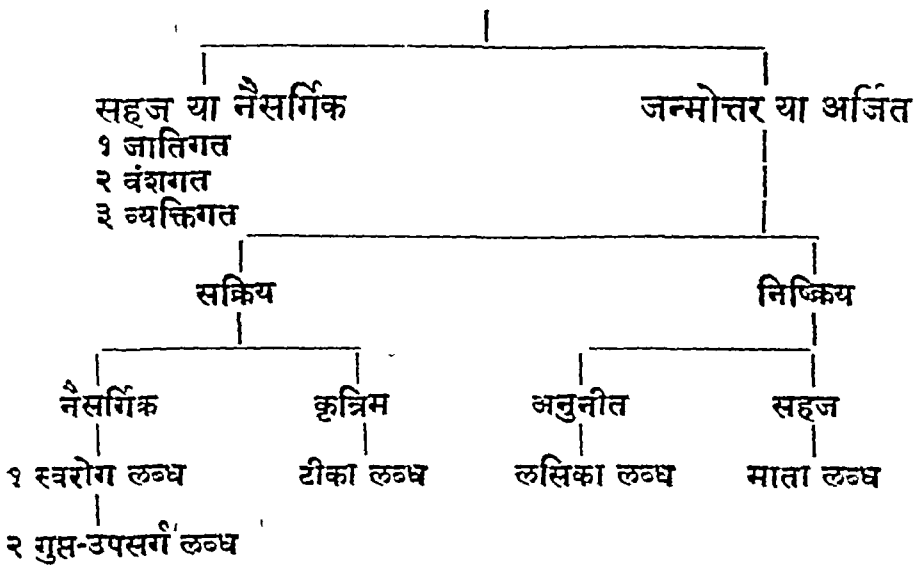 सहज या नैसर्गिक
जन्मोत्तर या अर्जित
१ जातिगत
२ वंशगत
३ व्यक्तिगत
सक्रिय
निष्क्रिय
नैसर्गिक
कृत्रिम
अनुनीत
सहज
१ स्वरोग लब्ध
टीका लब्ध
लसिका लब्ध
माता लब्ध
२ गुप्त-उपसर्ग लब्ध